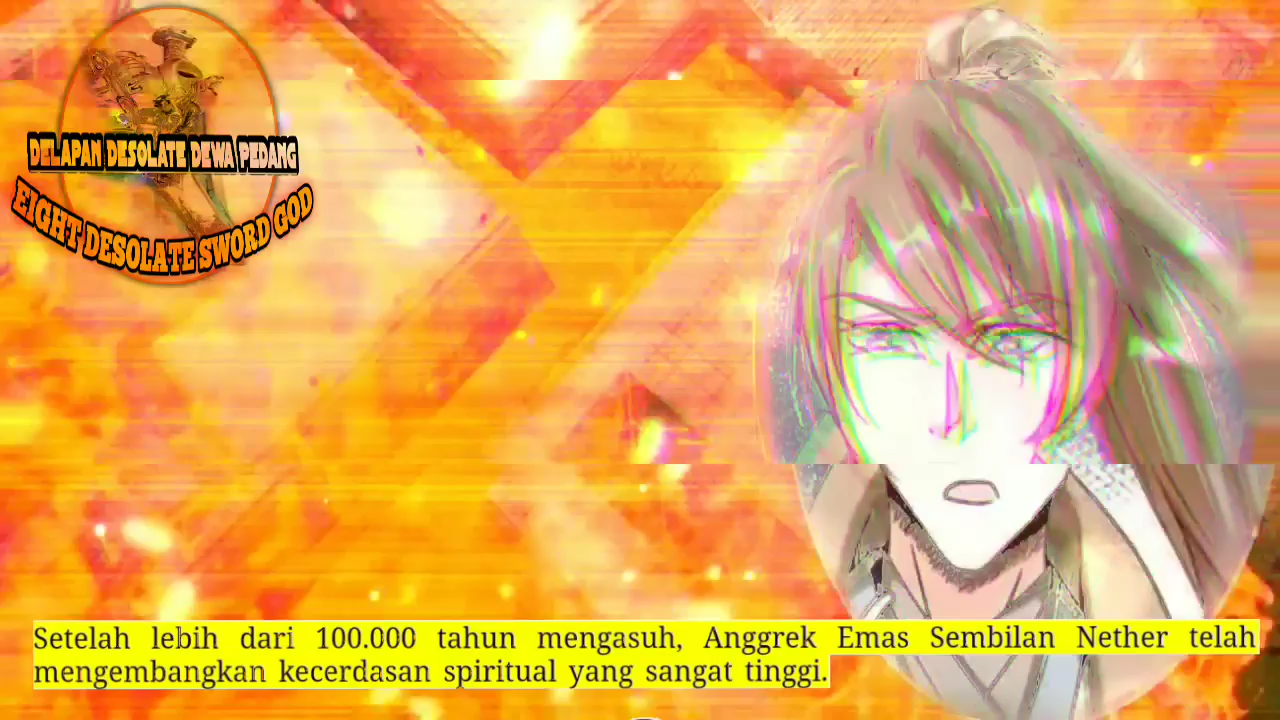 DELAPAN DESOLATE DEWA PEDANG
EIGHT DESOLATE SWORD GOD
Setelah lebih dari 100.000 tahun mengasuh, Anggrek Emas Sembilan Nether telah
mengembangkan kecerdasan spiritual yang sangat tinggi.